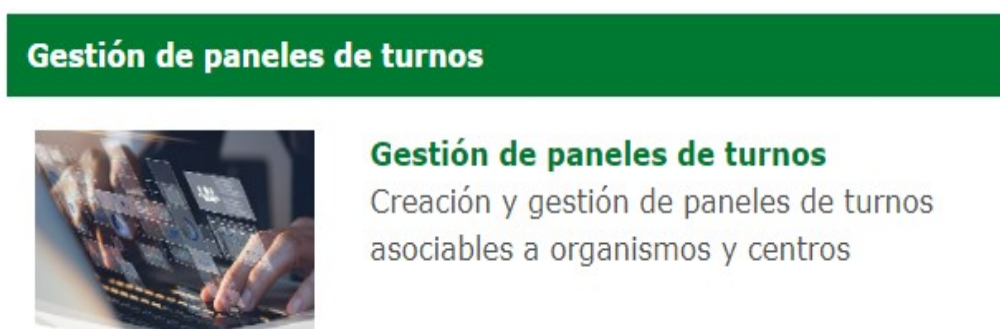 Gestión de paneles de turnos
Gestión de paneles de turnos
Creación y gestión de paneles de turnos
asociables a organismos y centros